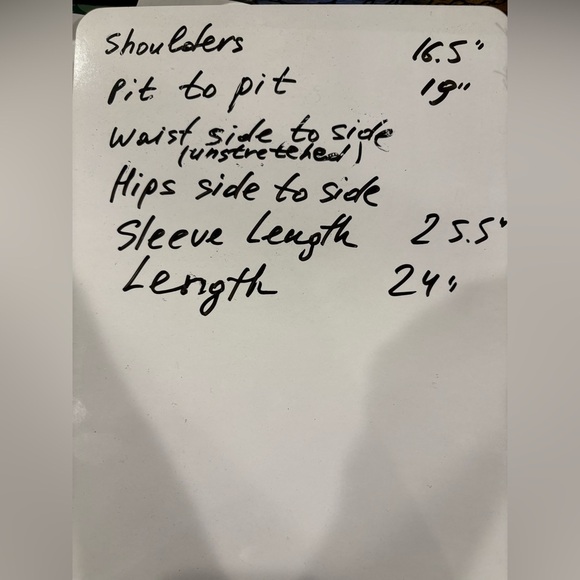 Shoulders 16.5"
Pit to pit 19"
Waist side to side
(unstretched)
Hips side to side
Sleeve Length 25.5"
Length 24"